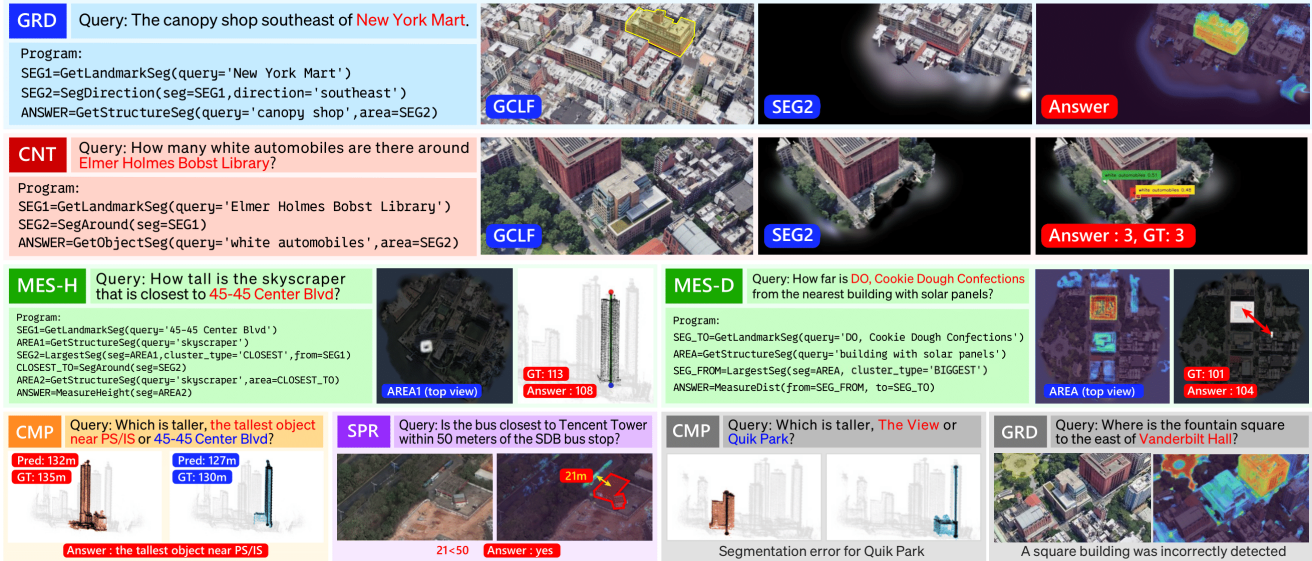 GRD
Query: The canopy shop southeast of New York Mart.
Program:
SEG1=GetLandmarkSeg(query='New York Mart')
SEG2=SegDirection(seg=SEG1,direction='southeast')
ANSWER=GetStructureSeg(query='canopy shop',area=SEG2)
GCLF
SEG2
Answer
CNT
Query: How many white automobiles are there around
Elmer Holmes Bobst Library?
Program:
SEG1=GetLandmarkSeg(query='Elmer Holmes Bobst Library')
SEG2=SegAround(seg=SEG1)
ANSWER=GetObjectSeg(query='white automobiles',area=SEG2)
GCLF
SEG2
white automobiles 0.51
white automobiles 0.46
Answer : 3, GT: 3
MES-H
Query: How tall is the skyscraper
that is closest to 45-45 Center Blvd?
Program:
SEG1=GetLandmarkSeg(query='45-45 Center Blvd')
AREA1=GetStructureSeg(query='skyscraper')
SEG2=LargestSeg(seg=AREA1,cluster_type='CLOSEST',from=SEG1)
CLOSEST_TO=SegAround(seg=SEG2)
AREA2=GetStructureSeg(query='skyscraper',area=CLOSEST_TO)
ANSWER=MeasureHeight(seg=AREA2)
AREA1 (top view)
GT: 113
Answer : 108
MES-D
Query: How far is DO, Cookie Dough Confections
from the nearest building with solar panels?
Program:
SEG_TO=GetLandmarkSeg(query='DO, Cookie Dough Confections')
AREA=GetStructureSeg(query='building with solar panels')
SEG_FROM=LargestSeg(seg=AREA, cluster_type='BIGGEST')
ANSWER=MeasureDist(from=SEG_FROM, to=SEG_TO)
AREA (top view)
GT: 101
Answer : 104
CMP
Query: Which is taller, the tallest object
near PS/IS or 45-45 Center Blvd?
Pred: 132m
GT: 135m
Pred: 127m
GT: 130m
Answer : the tallest object near PS/IS
SPR
Query: Is the bus closest to Tencent Tower
within 50 meters of the SDB bus stop?
21m
21<50
Answer : yes
CMP
Query: Which is taller, The View or
Quik Park?
Segmentation error for Quik Park
GRD
Query: Where is the fountain square
to the east of Vanderbilt Hall?
A square building was incorrectly detected